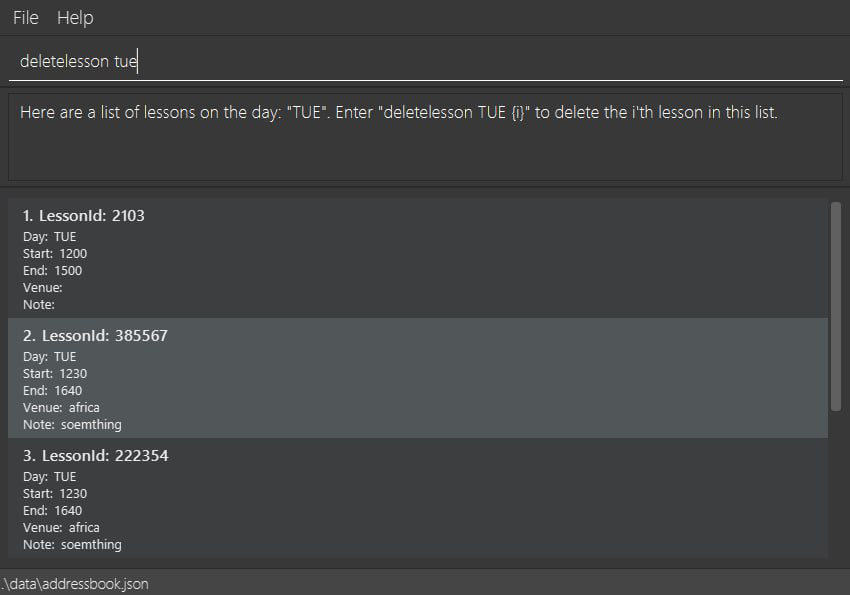 File Help
deletelesson tue
Here are a list of lessons on the day: "TUE". Enter "deletelesson TUE {i}" to delete the i'th lesson in this list.
1. LessonId: 2103
Day: TUE
Start: 1200
End: 1500
Venue:
Note:
2. LessonId: 385567
Day: TUE
Start: 1230
End: 1640
Venue: africa
Note: soemthing
3. LessonId: 222354
Day: TUE
Start: 1230
End: 1640
Venue: africa
Note: soemthing
.\data\addressbook.json